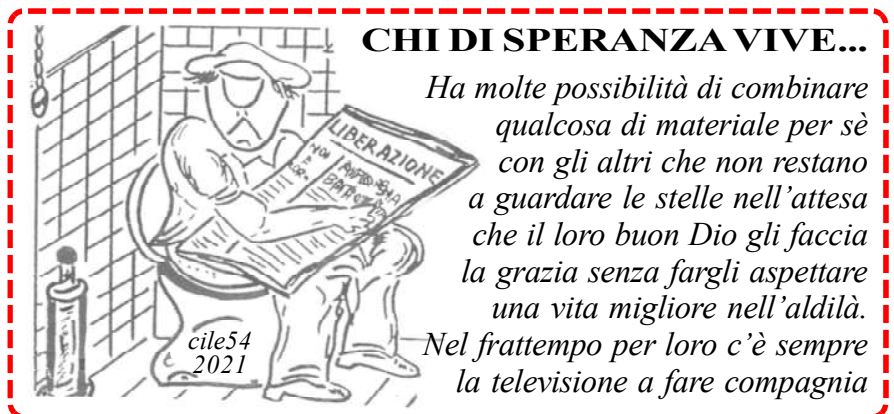 CHI DI SPERANZA VIVE...
Ha molte possibilità di combinare
qualcosa di materiale per sè
con gli altri che non restano
a guardare le stelle nell'attesa
che il loro buon Dio gli faccia
la grazia senza fargli aspettare
una vita migliore nell'aldilà.
Nel frattempo per loro c'è sempre
la televisione a fare compagnia
LIBERAZIONE
NOI
cile54
2021